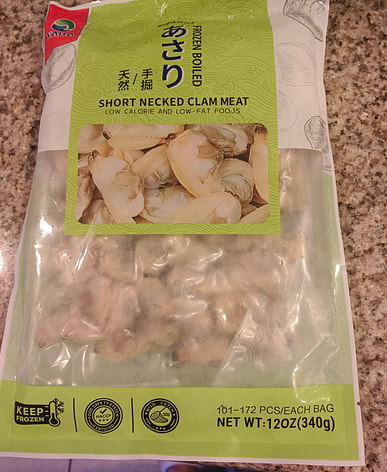 FROZEN BOILED
あさり
手掘/
天然
SHORT NECKED CLAM MEAT
LOW CALORIE AND LOW-FAT FOODS
KEEP
FROZEN
HACCP
101-172 PCS/EACH BAG
NET WT:12OZ(340g)